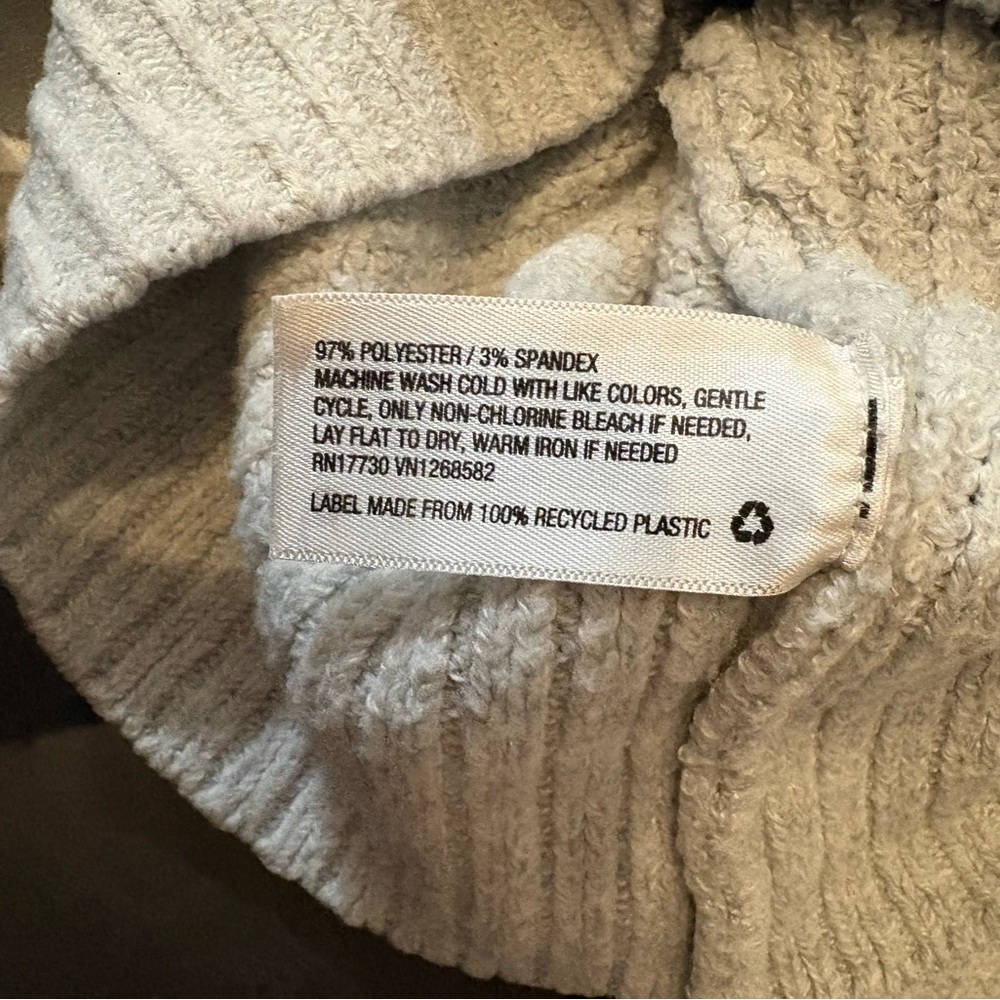 97% POLYESTER / 3% SPANDEX
MACHINE WASH COLD WITH LIKE COLORS, GENTLE
CYCLE, ONLY NON-CHLORINE BLEACH IF NEEDED,
LAY FLAT TO DRY, WARM IRON IF NEEDED
RN17730 VN1268582
LABEL MADE FROM 100% RECYCLED PLASTIC